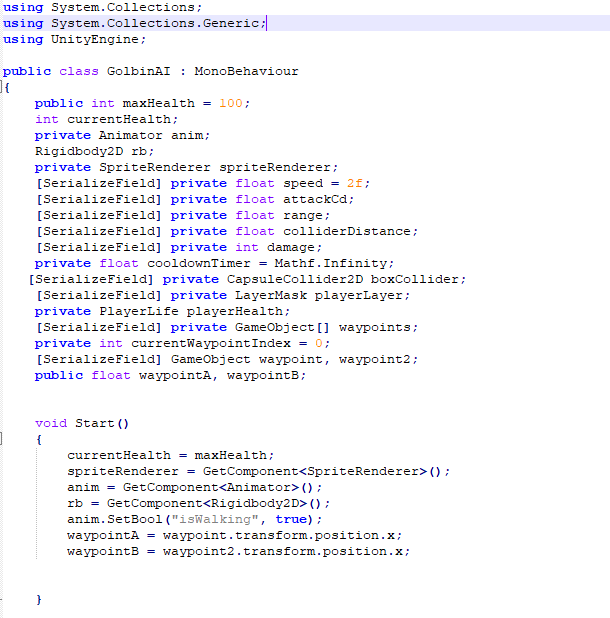 using System.Collections;
using System.Collections.Generic;
using UnityEngine;
public class GolbinAI : MonoBehaviour
{
public int maxHealth = 100;
int currentHealth;
private Animator anim;
Rigidbody2D rb;
private SpriteRenderer spriteRenderer;
[SerializeField] private float speed = 2f;
[SerializeField] private float attackCd;
[SerializeField] private float range;
[SerializeField] private float colliderDistance;
[SerializeField] private int damage;
private float cooldownTimer = Mathf.Infinity;
[SerializeField] private CapsuleCollider2D boxCollider;
[SerializeField] private LayerMask playerLayer;
private PlayerLife playerHealth;
[SerializeField] private GameObject[] waypoints;
private int currentWaypointIndex = 0;
[SerializeField] GameObject waypoint, waypoint2;
public float waypointA, waypointB;
void Start()
{
currentHealth = maxHealth;
spriteRenderer = GetComponent<SpriteRenderer>();
anim = GetComponent<Animator>();
rb = GetComponent<Rigidbody2D>();
anim.SetBool("isWalking", true);
waypointA = waypoint.transform.position.x;
waypointB = waypoint2.transform.position.x;
}